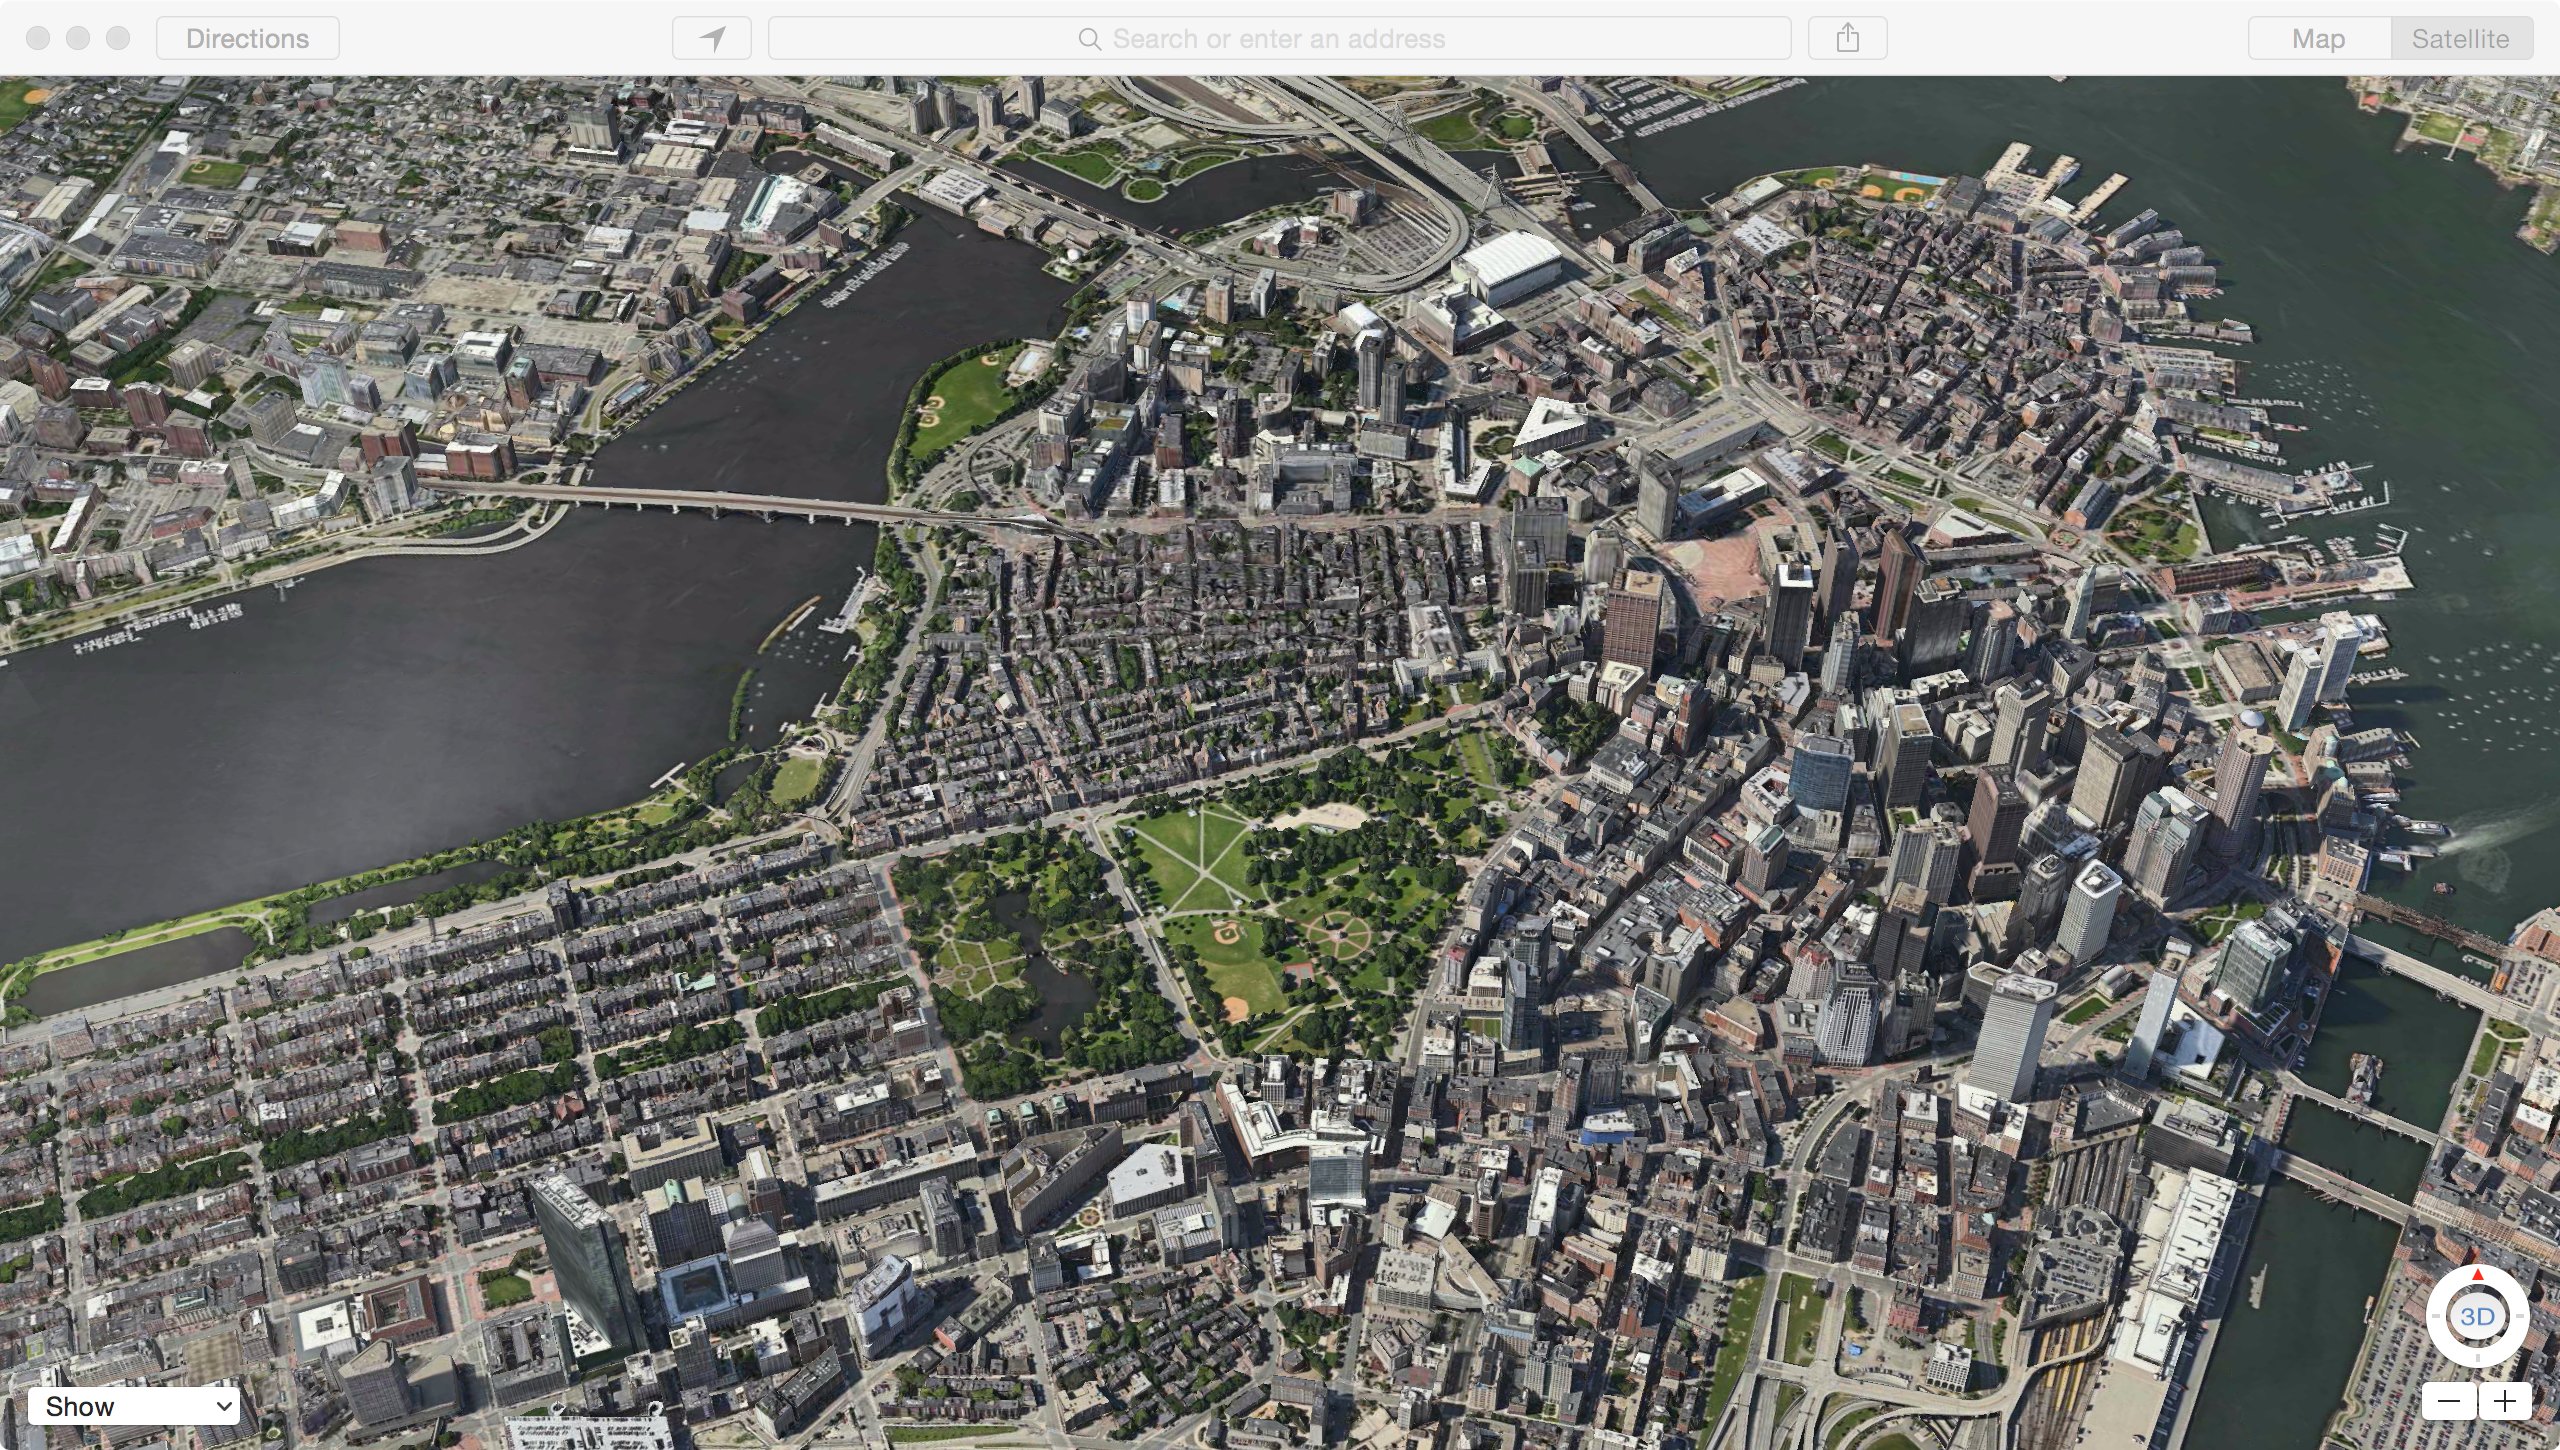 Directions
Search or enter an address
Map
Satellite
3D
Show